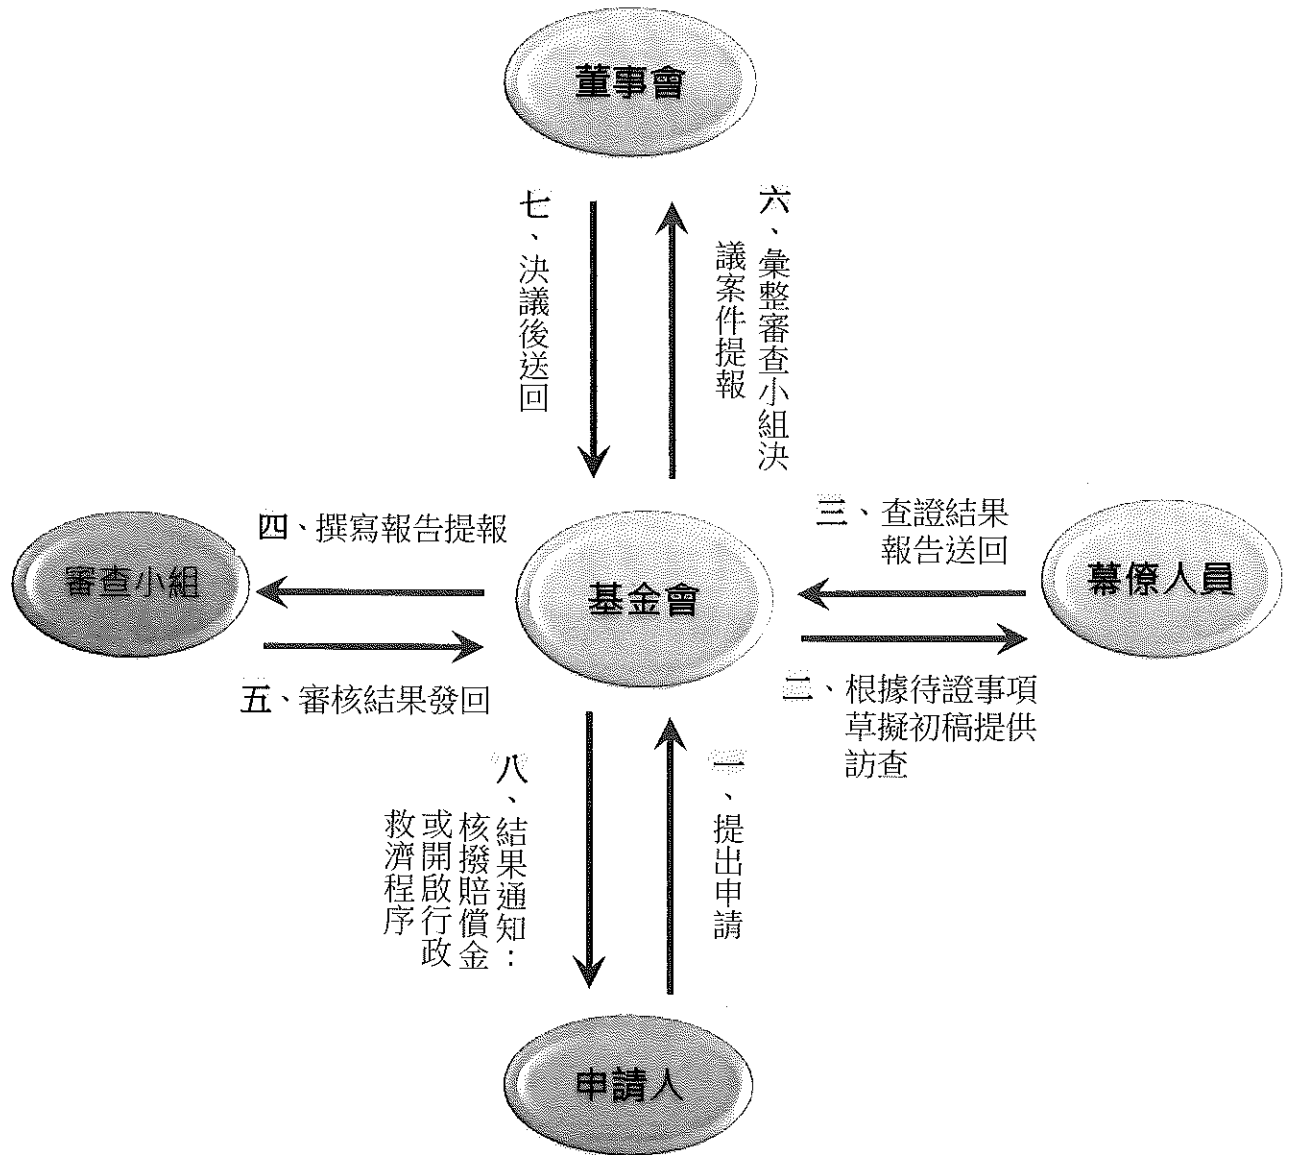 董事會
七、決議後送回
六、彙整審查小組決
議案件提報
四、撰寫報告提報
三、查證結果
報告送回
審查小組
基金會
幕僚人員
五、審核結果發回
二、根據待證事項
草擬初稿提供
訪查
八、結果通知：
核撥賠償金
或開啟行政
救濟程序
一、提出申請
申請人